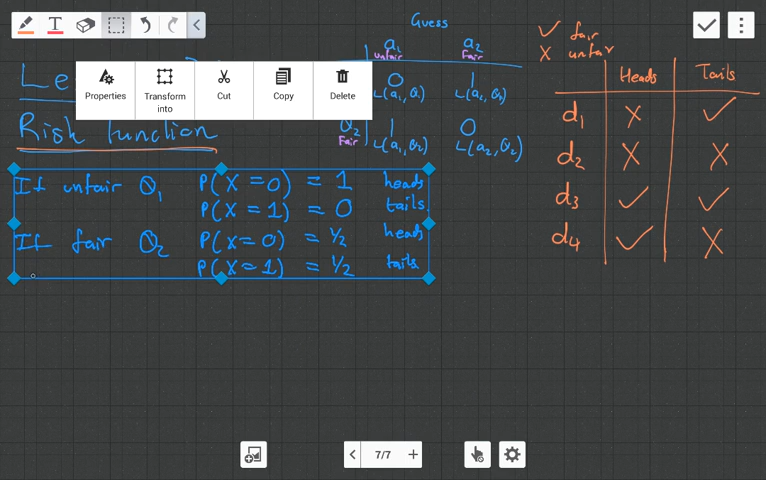 Guess
a1 a2
unfair Fair
✓ fair
X unfair
Heads Tails
Le
Properties Transform into Cut Copy Delete
0 1
L(a1, θ1)
d1 X ✓
Risk function
θ2 1 0
Fair L(a1, θ2) L(a2, θ2)
d2 X X
If unfair θ1 P(X=0) = 1 heads
P(X=1) = 0 tails
d3 ✓ ✓
If fair θ2 P(X=0) = 1/2 heads
P(X=1) = 1/2 tails
d4 ✓ X
7/7